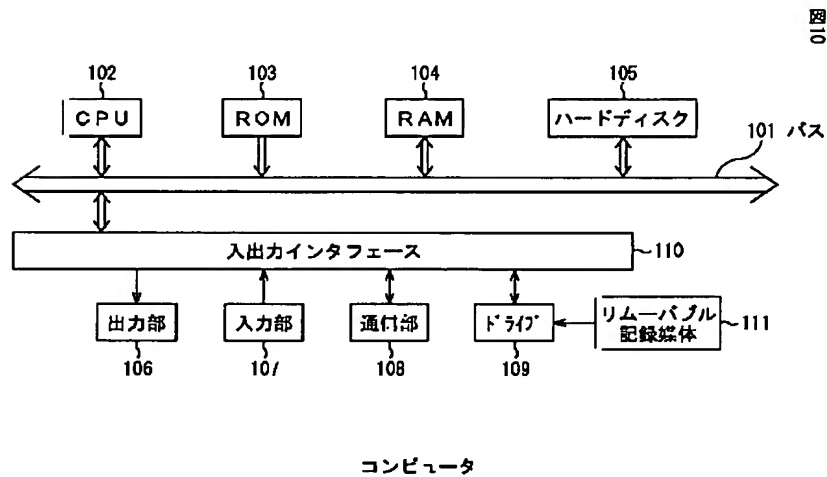 図10
102
103
104
105
CPU
ROM
RAM
ハードディスク
101 バス
入出力インタフェース
110
出力部
入力部
通信部
ドライブ
リムーバブル
記録媒体
111
106
107
108
109
コンピュータ